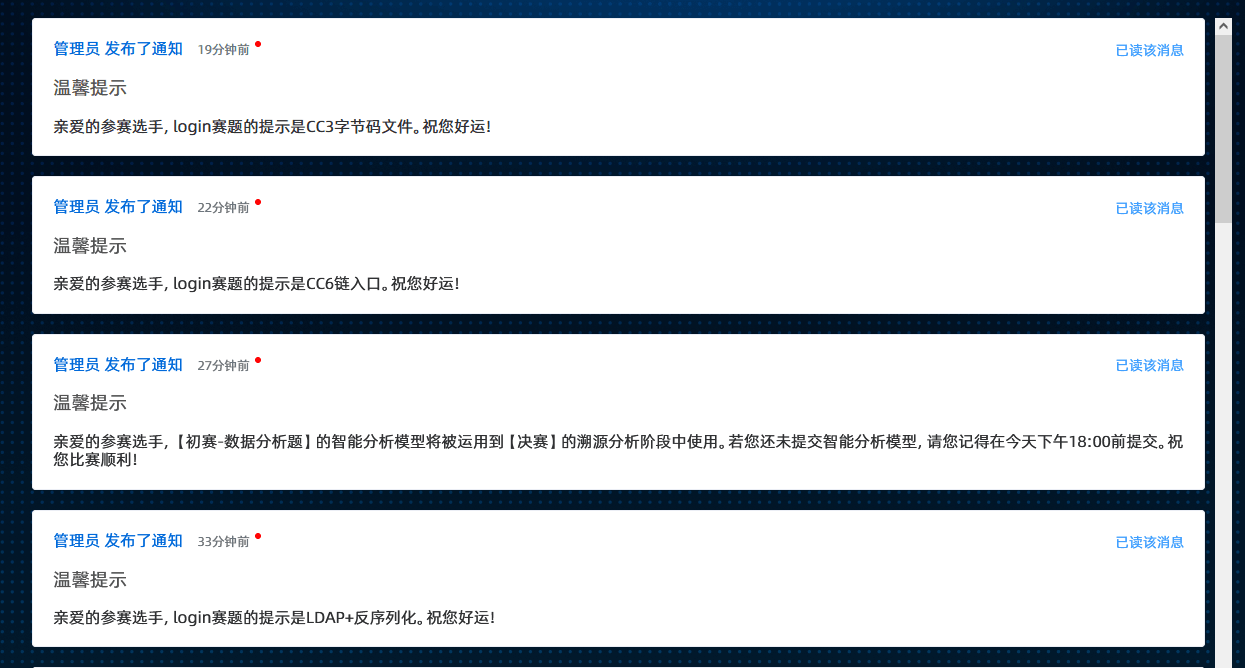 管理员 发布了通知 19分钟前 已读该消息
温馨提示
亲爱的参赛选手, login赛题的提示是CC3字节码文件。祝您好运!
管理员 发布了通知 22分钟前 已读该消息
温馨提示
亲爱的参赛选手, login赛题的提示是CC6链入口。祝您好运!
管理员 发布了通知 27分钟前 已读该消息
温馨提示
亲爱的参赛选手,【初赛-数据分析题】的智能分析模型将被运用到【决赛】的溯源分析阶段中使用。若您还未提交智能分析模型, 请您记得在今天下午18:00前提交。祝
您比赛顺利!
管理员 发布了通知 33分钟前 已读该消息
温馨提示
亲爱的参赛选手, login赛题的提示是LDAP+反序列化。祝您好运!